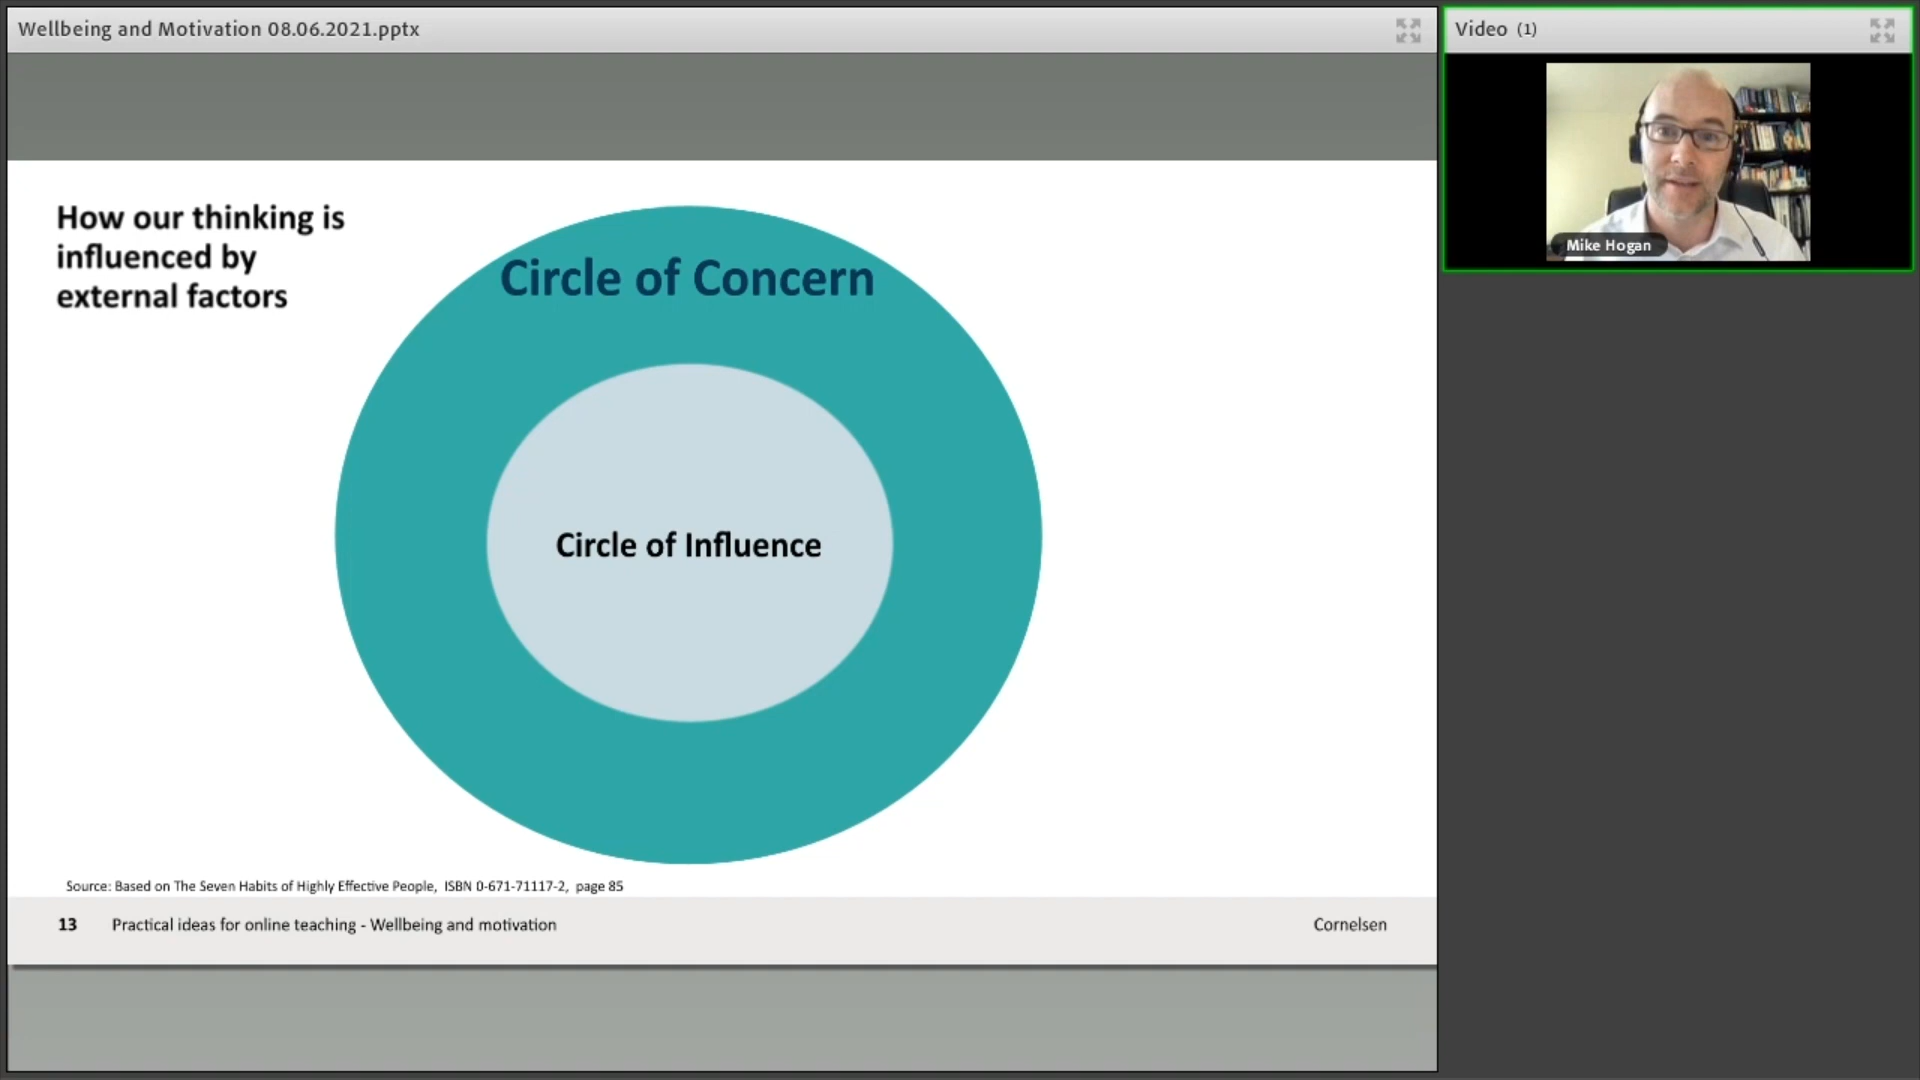 Wellbeing and Motivation 08.06.2021.pptx
Video (1)
Mike Hogan
How our thinking is
influenced by
external factors
Circle of Concern
Circle of Influence
Source: Based on The Seven Habits of Highly Effective People, ISBN 0-671-71117-2, page 85
13 Practical ideas for online teaching - Wellbeing and motivation Cornelsen